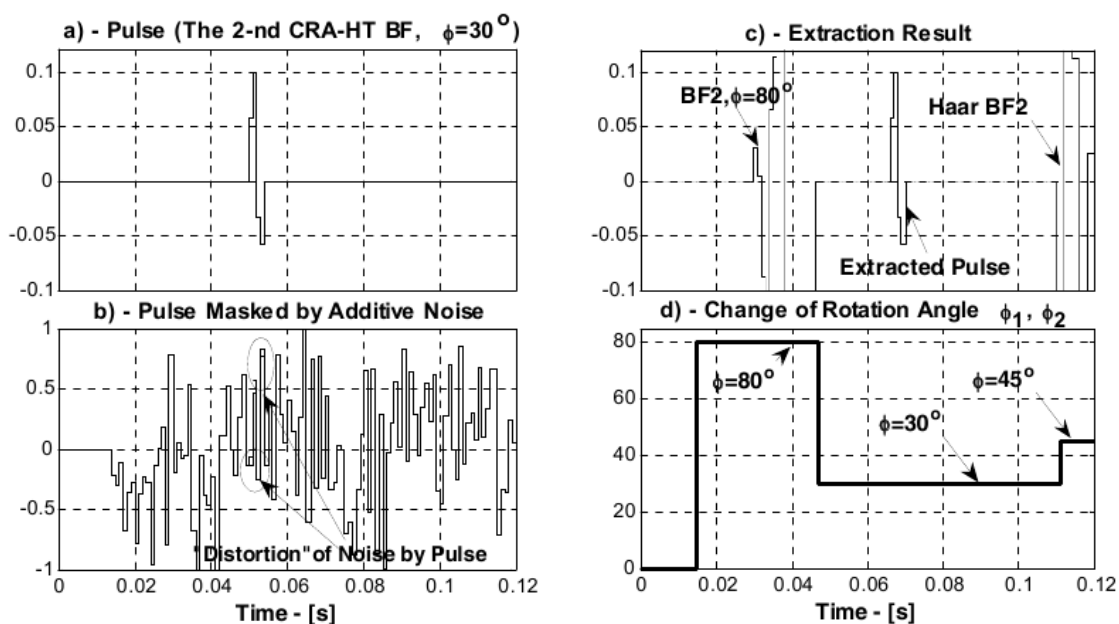 a) - Pulse (The 2-nd CRA-HT BF, ϕ=30°)
0.1
0.05
0
-0.05
-0.1
b) - Pulse Masked by Additive Noise
1
0.5
0
-0.5
-1
"Distortion"of Noise by Pulse
0
0.02
0.04
0.06
0.08
0.1
0.12
Time - [s]
c) - Extraction Result
0.1
0.05
0
-0.05
-0.1
BF2,ϕ=80°
Haar BF2
Extracted Pulse
d) - Change of Rotation Angle ϕ1, ϕ2
80
60
40
20
0
ϕ=80°
ϕ=30°
ϕ=45°
0
0.02
0.04
0.06
0.08
0.1
0.12
Time - [s]